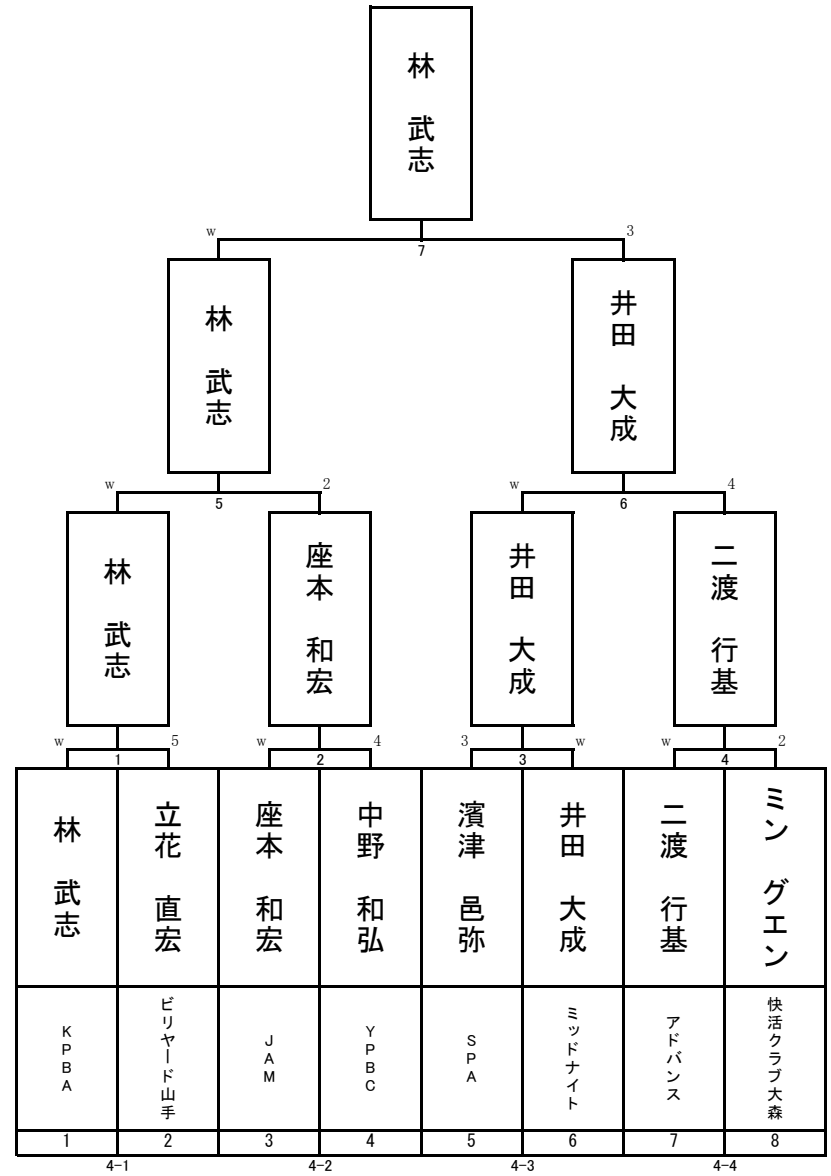 林 武志
w 3
7
林 武志
井田 大成
w 2 w 4
5 6
林 武志
座本 和宏
井田 大成
二渡 行基
w 5 w 4 3 w w 2
1 2 3 4
林 武志
立花 直宏
座本 和宏
中野 和弘
濱津 邑弥
井田 大成
二渡 行基
ミン グエン
KPBA
ビリヤード山手
JAM
YPBC
SPA
ミッドナイト
アドバンス
快活クラブ大森
1 2 3 4 5 6 7 8
4-1 4-2 4-3 4-4